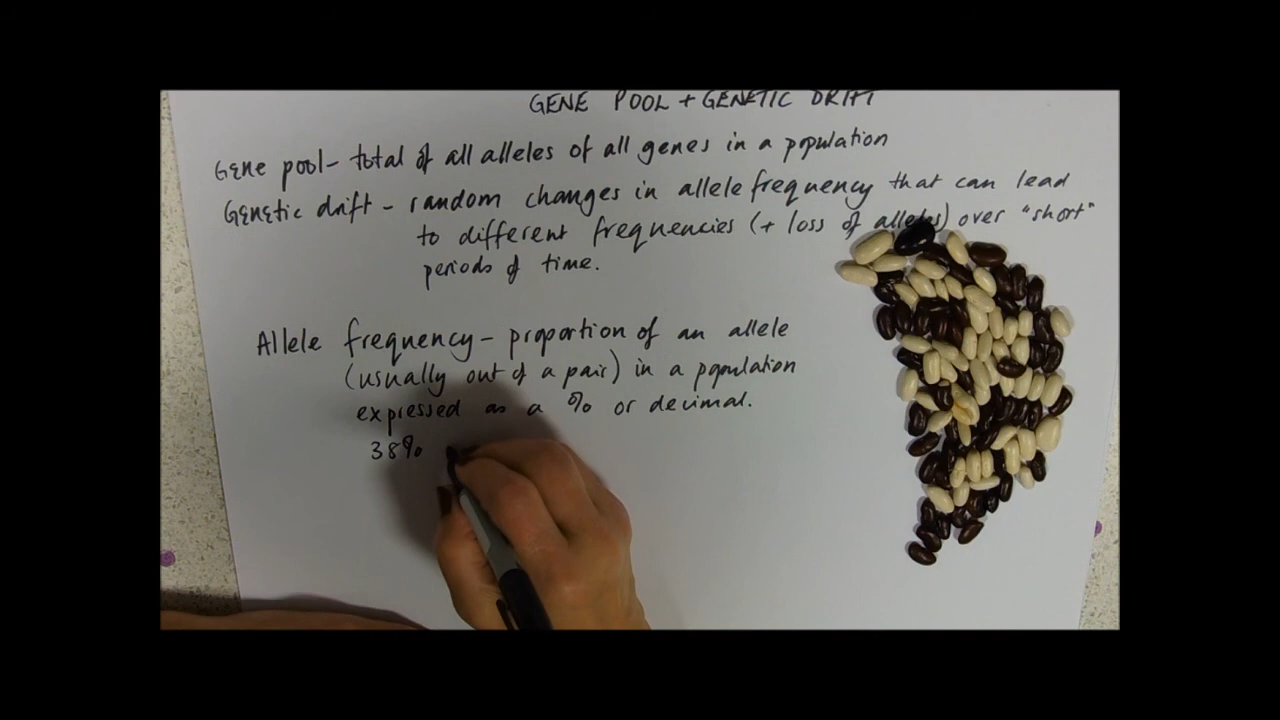 GENE POOL + GENETIC DRIFT
Gene pool - total of all alleles of all genes in a population
Genetic drift - random changes in allele frequency that can lead
to different frequencies (+ loss of alleles) over "short"
periods of time.
Allele frequency - proportion of an allele
(usually out of a pair) in a population
expressed as a % or decimal.
38%